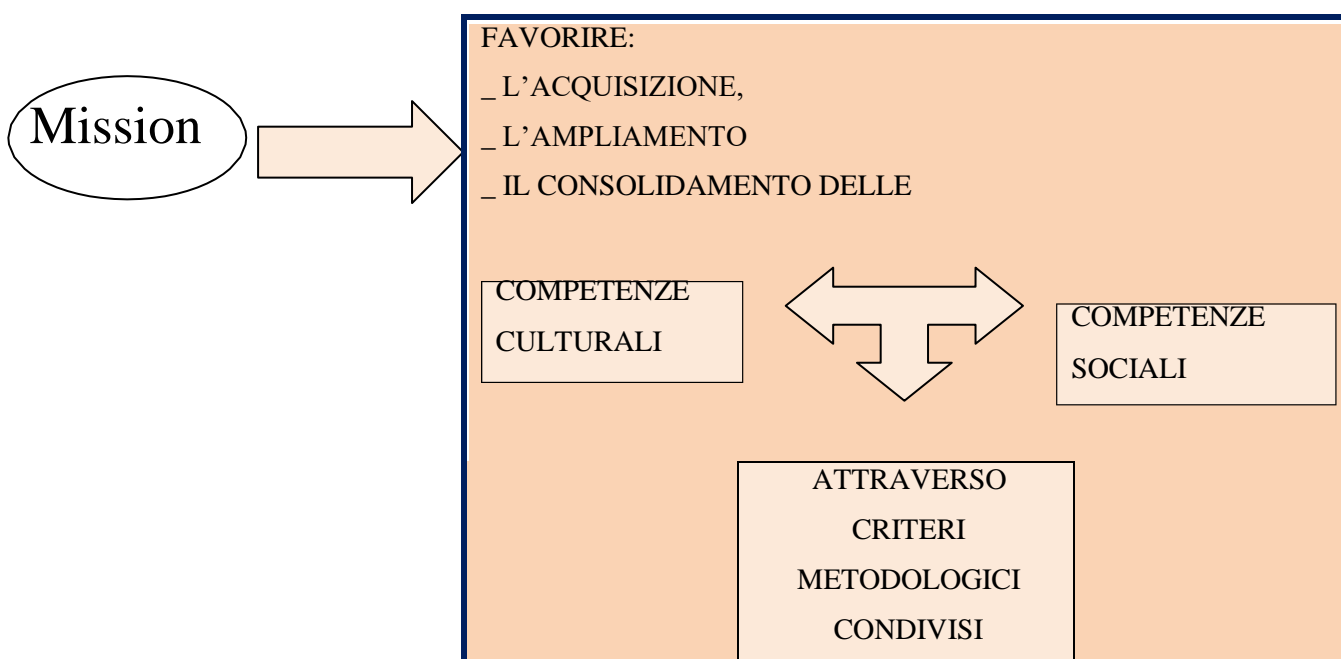 Mission
FAVORIRE:
_ L’ACQUISIZIONE,
_ L’AMPLIAMENTO
_ IL CONSOLIDAMENTO DELLE
COMPETENZE
CULTURALI
COMPETENZE
SOCIALI
ATTRAVERSO
CRITERI
METODOLOGICI
CONDIVISI